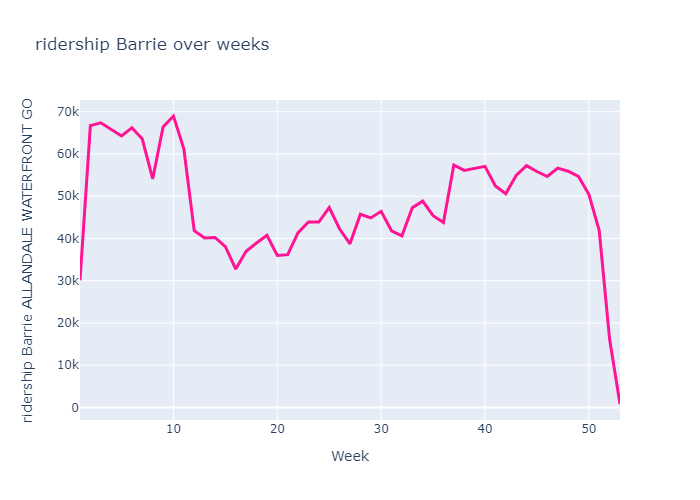 ridership Barrie over weeks
ridership Barrie ALLANDALE WATERFRONT GO
70k
60k
50k
40k
30k
20k
10k
0
10
20
30
40
50
Week